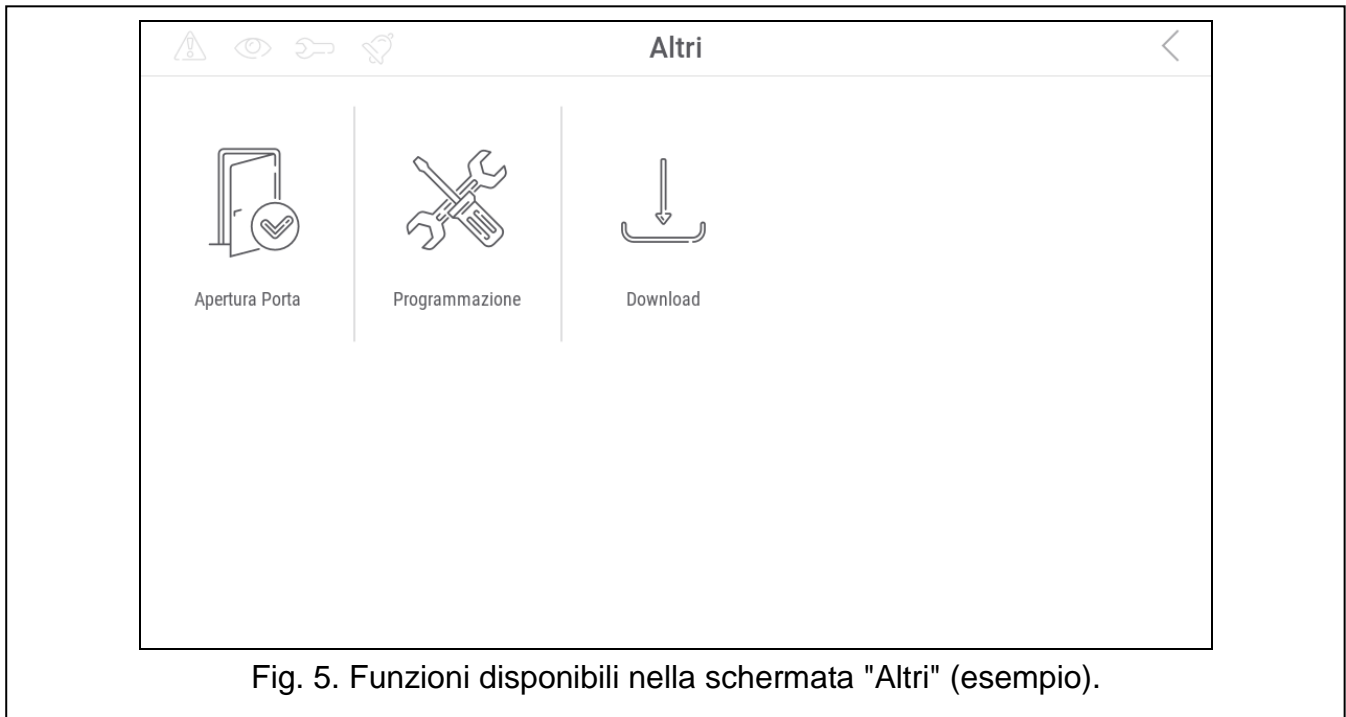 Altri
Apertura Porta
Programmazione
Download
Fig. 5. Funzioni disponibili nella schermata "Altri" (esempio).